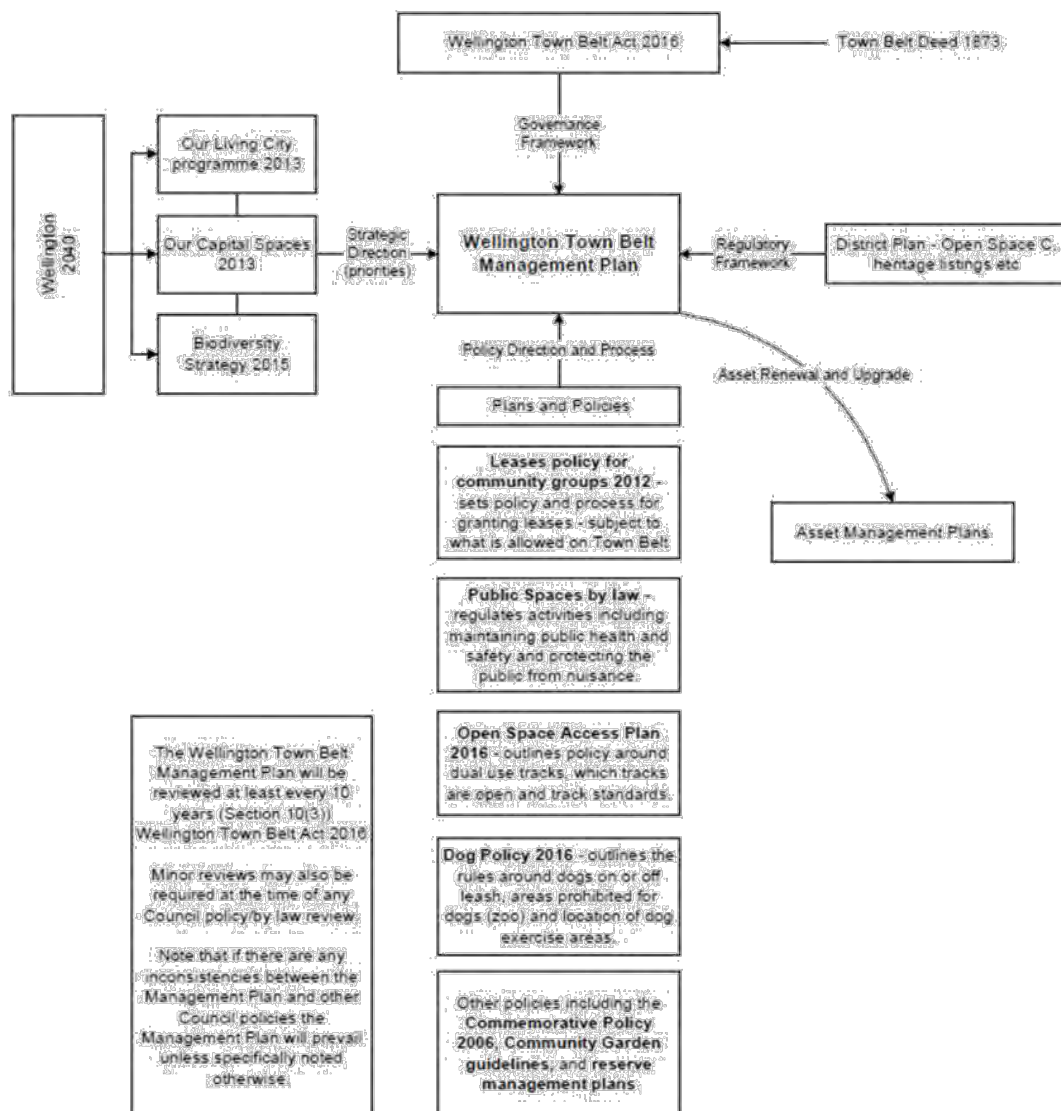 Wellington Town Belt Act 2016
Town Belt Deed 1873
Governance
Framework
Wellington
2040
Our Living City
programme 2013
Our Capital Spaces
2013
Biodiversity
Strategy 2015
Strategic
Direction
(priorities)
Wellington Town Belt
Management Plan
Regulatory
Framework
District Plan - Open Space C,
heritage listings etc
Policy Direction and Process
Asset Renewal and Upgrade
Plans and Policies
Asset Management Plans
Leases policy for
community groups 2012 -
sets policy and process for
granting leases - subject to
what is allowed on Town Belt
Public Spaces by law -
regulates activities including
maintaining public health and
safety and protecting the
public from nuisance.
Open Space Access Plan
2016 - outlines policy around
dual use tracks, which tracks
are open and track standards.
Dog Policy 2016 - outlines the
rules around dogs on or off
leash, areas prohibited for
dogs (zoo) and location of dog
exercise areas.
Other policies including the
Commemorative Policy
2006, Community Garden
guidelines, and reserve
management plans
The Wellington Town Belt
Management Plan will be
reviewed at least every 10
years (Section 10(3))
Wellington Town Belt Act 2016
Minor reviews may also be
required at the time of any
Council policy/by law review
Note that if there are any
inconsistencies between the
Management Plan and other
Council policies the
Management Plan will prevail
unless specifically noted
otherwise.